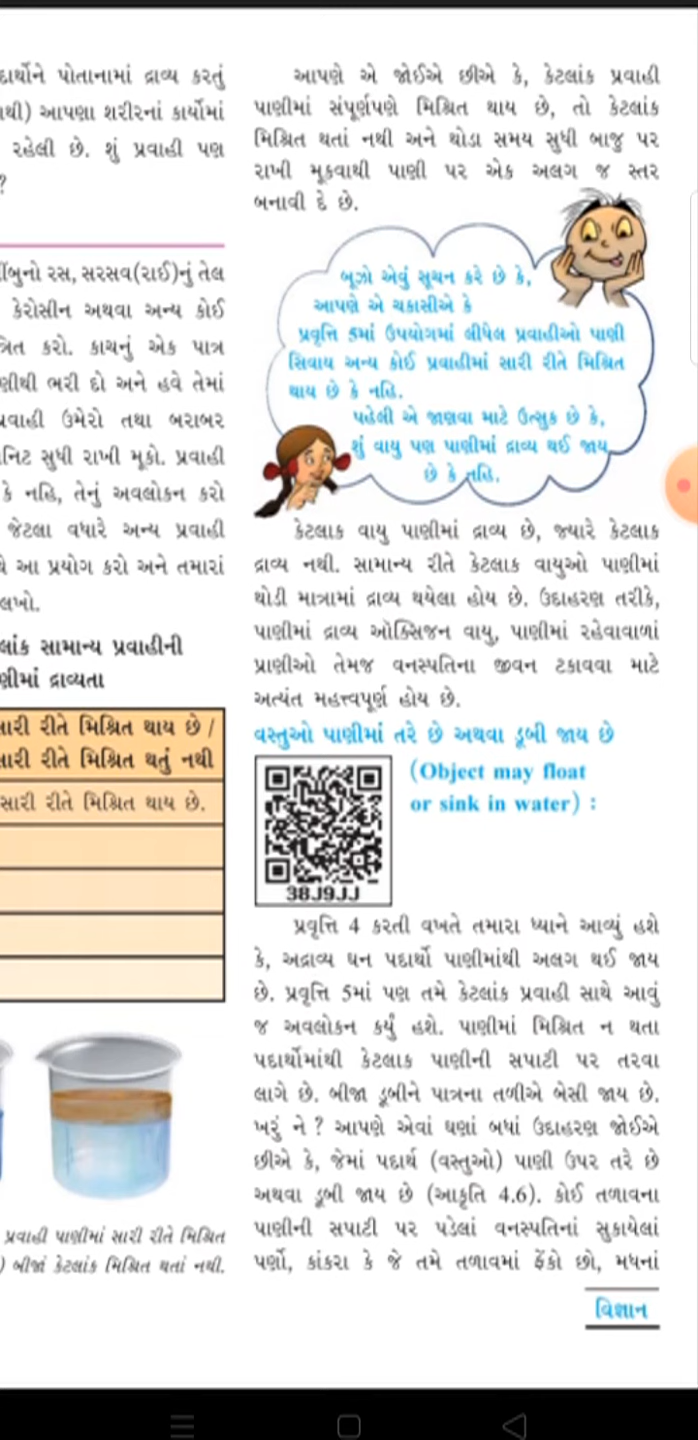 દાર્થોને પોતાનામાં દ્રાવ્ય કરતું
થી) આપણા શરીરનાં કાર્યોમાં
રહેલી છે. શું પ્રવાહી પણ
?
ીંબુનો રસ, સરસવ(રાઈ)નું તેલ
કેરોસીન અથવા અન્ય કોઈ
ત્રિત કરો. કાચનું એક પાત્ર
ણીથી ભરી દો અને હવે તેમાં
પ્રવાહી ઉમેરો તથા બરાબર
નિટ સુધી રાખી મૂકો. પ્રવાહી
કે નહિ, તેનું અવલોકન કરો
જેટલા વધારે અન્ય પ્રવાહી
આ પ્રયોગ કરો અને તમારાં
લખો.
લાંક સામાન્ય પ્રવાહીની
ણીમાં દ્રાવ્યતા
સારી રીતે મિશ્રિત થાય છે /
સારી રીતે મિશ્રિત થતું નથી
સારી રીતે મિશ્રિત થાય છે.
પ્રવાહી પાણીમાં સારી રીતે મિશ્રિત
) બીજાં કેટલાંક મિશ્રિત થતાં નથી.
આપણે એ જોઈએ છીએ કે, કેટલાંક પ્રવાહી
પાણીમાં સંપૂર્ણપણે મિશ્રિત થાય છે, તો કેટલાંક
મિશ્રિત થતાં નથી અને થોડા સમય સુધી બાજુ પર
રાખી મૂકવાથી પાણી પર એક અલગ જ સ્તર
બનાવી દે છે.
બૂઝો એવું સૂચન કરે છે કે,
આપણે એ ચકાસીએ કે
પ્રવૃત્તિ 5માં ઉપયોગમાં લીધેલ પ્રવાહીઓ પાણી
સિવાય અન્ય કોઈ પ્રવાહીમાં સારી રીતે મિશ્રિત
થાય છે કે નહિ.
પહેલી એ જાણવા માટે ઉત્સુક છે કે,
શું વાયુ પણ પાણીમાં દ્રાવ્ય થઈ જાય
છે કે નહિ.
કેટલાક વાયુ પાણીમાં દ્રાવ્ય છે, જ્યારે કેટલાક
દ્રાવ્ય નથી. સામાન્ય રીતે કેટલાક વાયુઓ પાણીમાં
થોડી માત્રામાં દ્રાવ્ય થયેલા હોય છે. ઉદાહરણ તરીકે,
પાણીમાં દ્રાવ્ય ઑક્સિજન વાયુ, પાણીમાં રહેવાવાળાં
પ્રાણીઓ તેમજ વનસ્પતિના જીવન ટકાવવા માટે
અત્યંત મહત્ત્વપૂર્ણ હોય છે.
વસ્તુઓ પાણીમાં તરે છે અથવા ડૂબી જાય છે
(Object may float
or sink in water) :
38J9JJ
પ્રવૃત્તિ 4 કરતી વખતે તમારા ધ્યાને આવ્યું હશે
કે, અદ્રાવ્ય ઘન પદાર્થો પાણીમાંથી અલગ થઈ જાય
છે. પ્રવૃત્તિ 5માં પણ તમે કેટલાંક પ્રવાહી સાથે આવું
જ અવલોકન કર્યું હશે. પાણીમાં મિશ્રિત ન થતા
પદાર્થોમાંથી કેટલાક પાણીની સપાટી પર તરવા
લાગે છે. બીજા ડૂબીને પાત્રના તળીએ બેસી જાય છે.
ખરું ને ? આપણે એવાં ઘણાં બધાં ઉદાહરણ જોઈએ
છીએ કે, જેમાં પદાર્થ (વસ્તુઓ) પાણી ઉપર તરે છે
અથવા ડૂબી જાય છે (આકૃતિ 4.6). કોઈ તળાવના
પાણીની સપાટી પર પડેલાં વનસ્પતિનાં સુકાયેલાં
પર્ણો, કાંકરા કે જે તમે તળાવમાં ફેંકો છો, મધનાં
વિજ્ઞાન